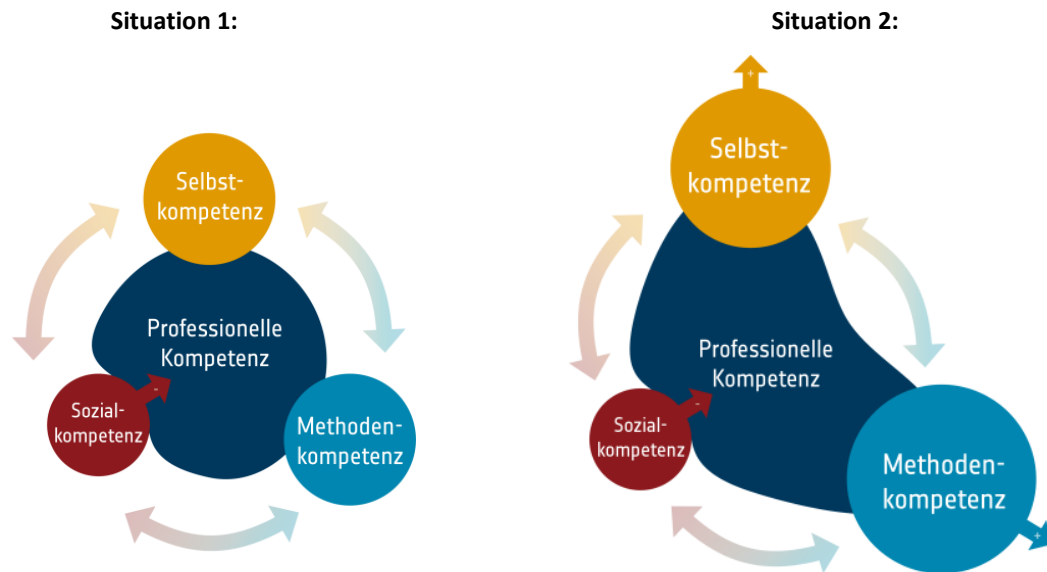 Situation 1:
Selbst-
kompetenz
Professionelle
Kompetenz
-
Sozial-
kompetenz
Methoden-
kompetenz
Situation 2:
+
Selbst-
kompetenz
Professionelle
Kompetenz
-
Sozial-
kompetenz
Methoden-
kompetenz
+